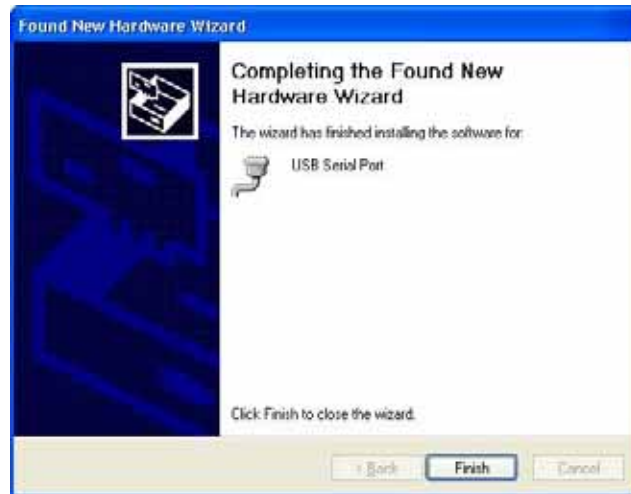 Found New Hardware Wizard
Completing the Found New
Hardware Wizard
The wizard has finished installing the software for:
USB Serial Port
Click Finish to close the wizard.
< Back
Finish
Cancel